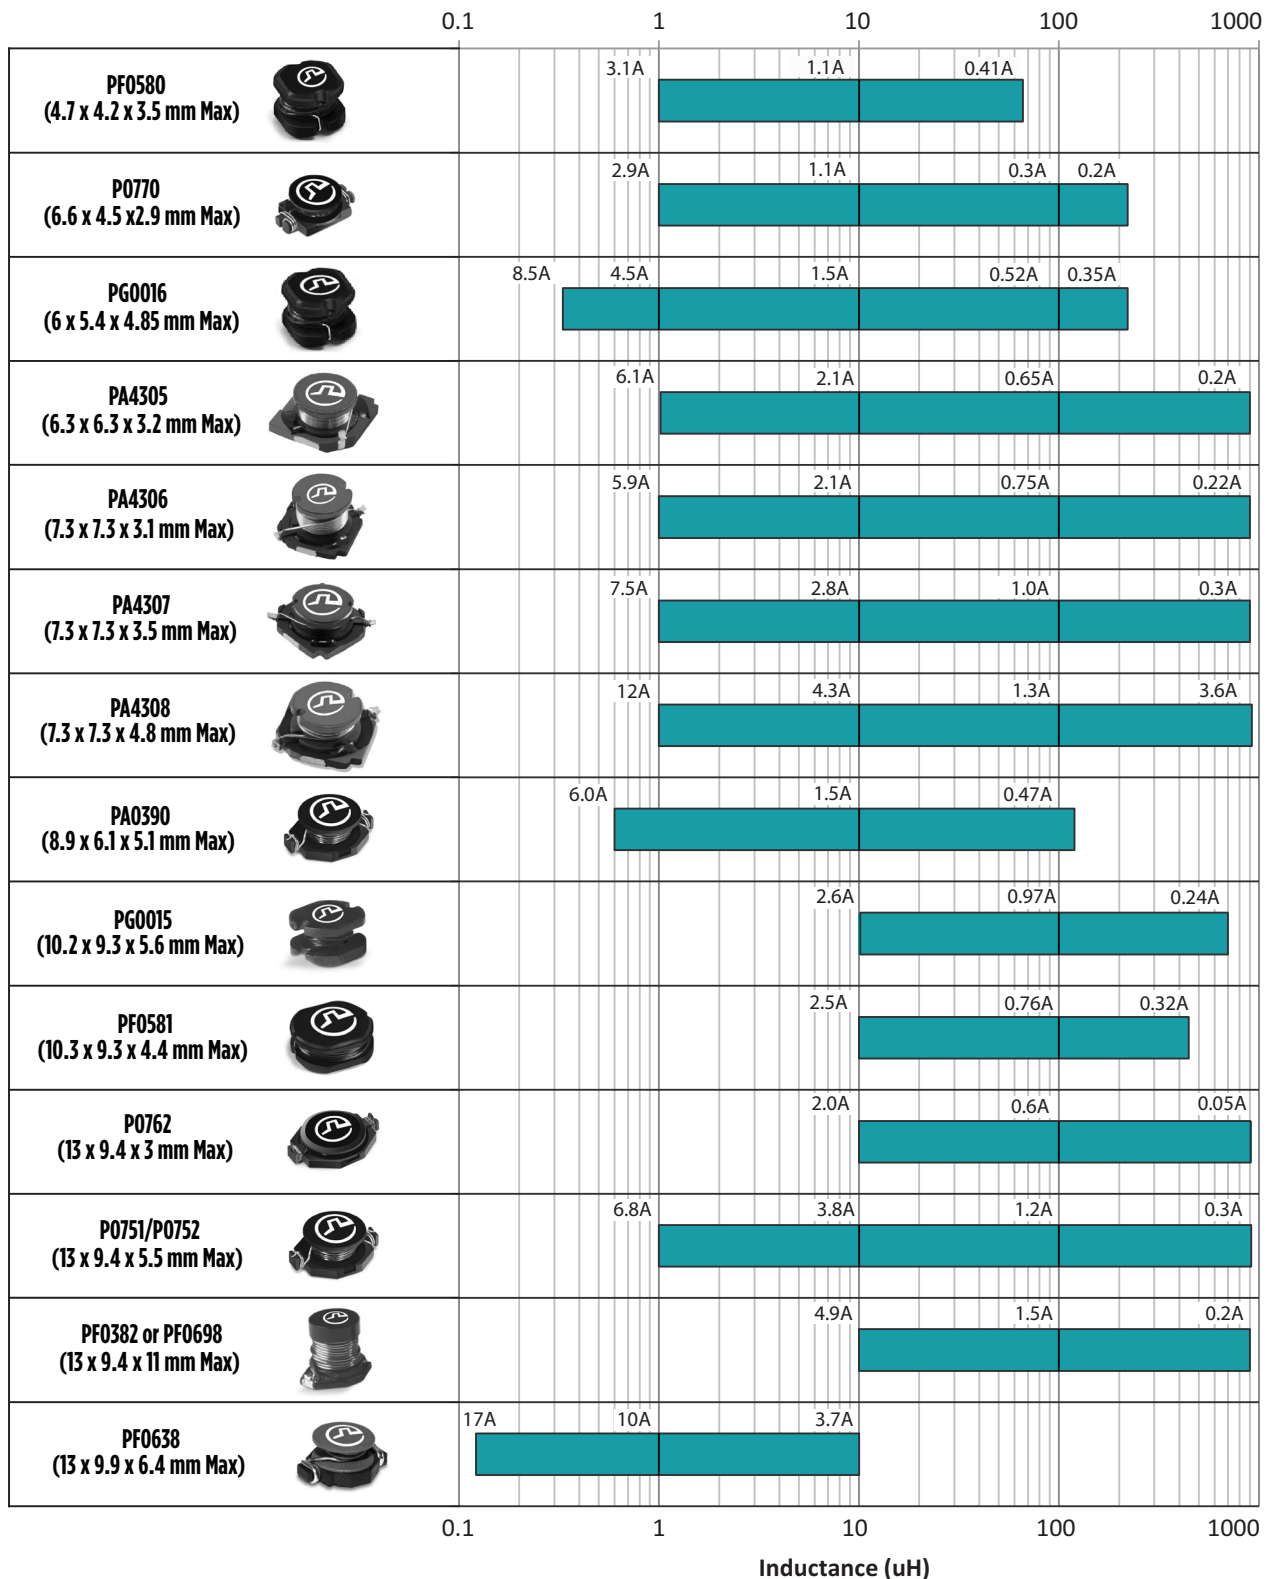 0.1 1 10 100 1000
3.1A 1.1A 0.41A
PF0580
(4.7 x 4.2 x 3.5 mm Max)
2.9A 1.1A 0.3A 0.2A
P0770
(6.6 x 4.5 x2.9 mm Max)
8.5A 4.5A 1.5A 0.52A 0.35A
PG0016
(6 x 5.4 x 4.85 mm Max)
6.1A 2.1A 0.65A 0.2A
PA4305
(6.3 x 6.3 x 3.2 mm Max)
5.9A 2.1A 0.75A 0.22A
PA4306
(7.3 x 7.3 x 3.1 mm Max)
7.5A 2.8A 1.0A 0.3A
PA4307
(7.3 x 7.3 x 3.5 mm Max)
12A 4.3A 1.3A 3.6A
PA4308
(7.3 x 7.3 x 4.8 mm Max)
6.0A 1.5A 0.47A
PA0390
(8.9 x 6.1 x 5.1 mm Max)
2.6A 0.97A 0.24A
PG0015
(10.2 x 9.3 x 5.6 mm Max)
2.5A 0.76A 0.32A
PF0581
(10.3 x 9.3 x 4.4 mm Max)
2.0A 0.6A 0.05A
P0762
(13 x 9.4 x 3 mm Max)
6.8A 3.8A 1.2A 0.3A
P0751/P0752
(13 x 9.4 x 5.5 mm Max)
4.9A 1.5A 0.2A
PF0382 or PF0698
(13 x 9.4 x 11 mm Max)
17A 10A 3.7A
PF0638
(13 x 9.9 x 6.4 mm Max)
0.1 1 10 100 1000
Inductance (uH)